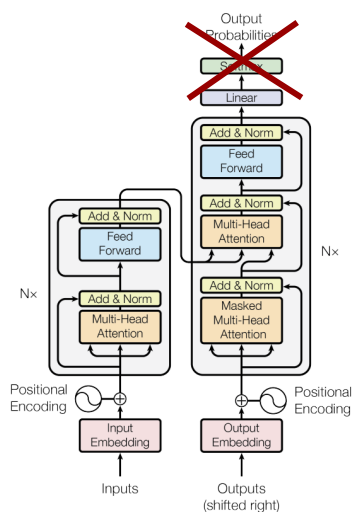 Output
Probabilities
Softmax
Linear
Add & Norm
Feed
Forward
Add & Norm
Multi-Head
Attention
Nx
Add & Norm
Masked
Multi-Head
Attention
Positional
Encoding
Output
Embedding
Outputs
(shifted right)
Add & Norm
Feed
Forward
Nx
Add & Norm
Multi-Head
Attention
Positional
Encoding
Input
Embedding
Inputs